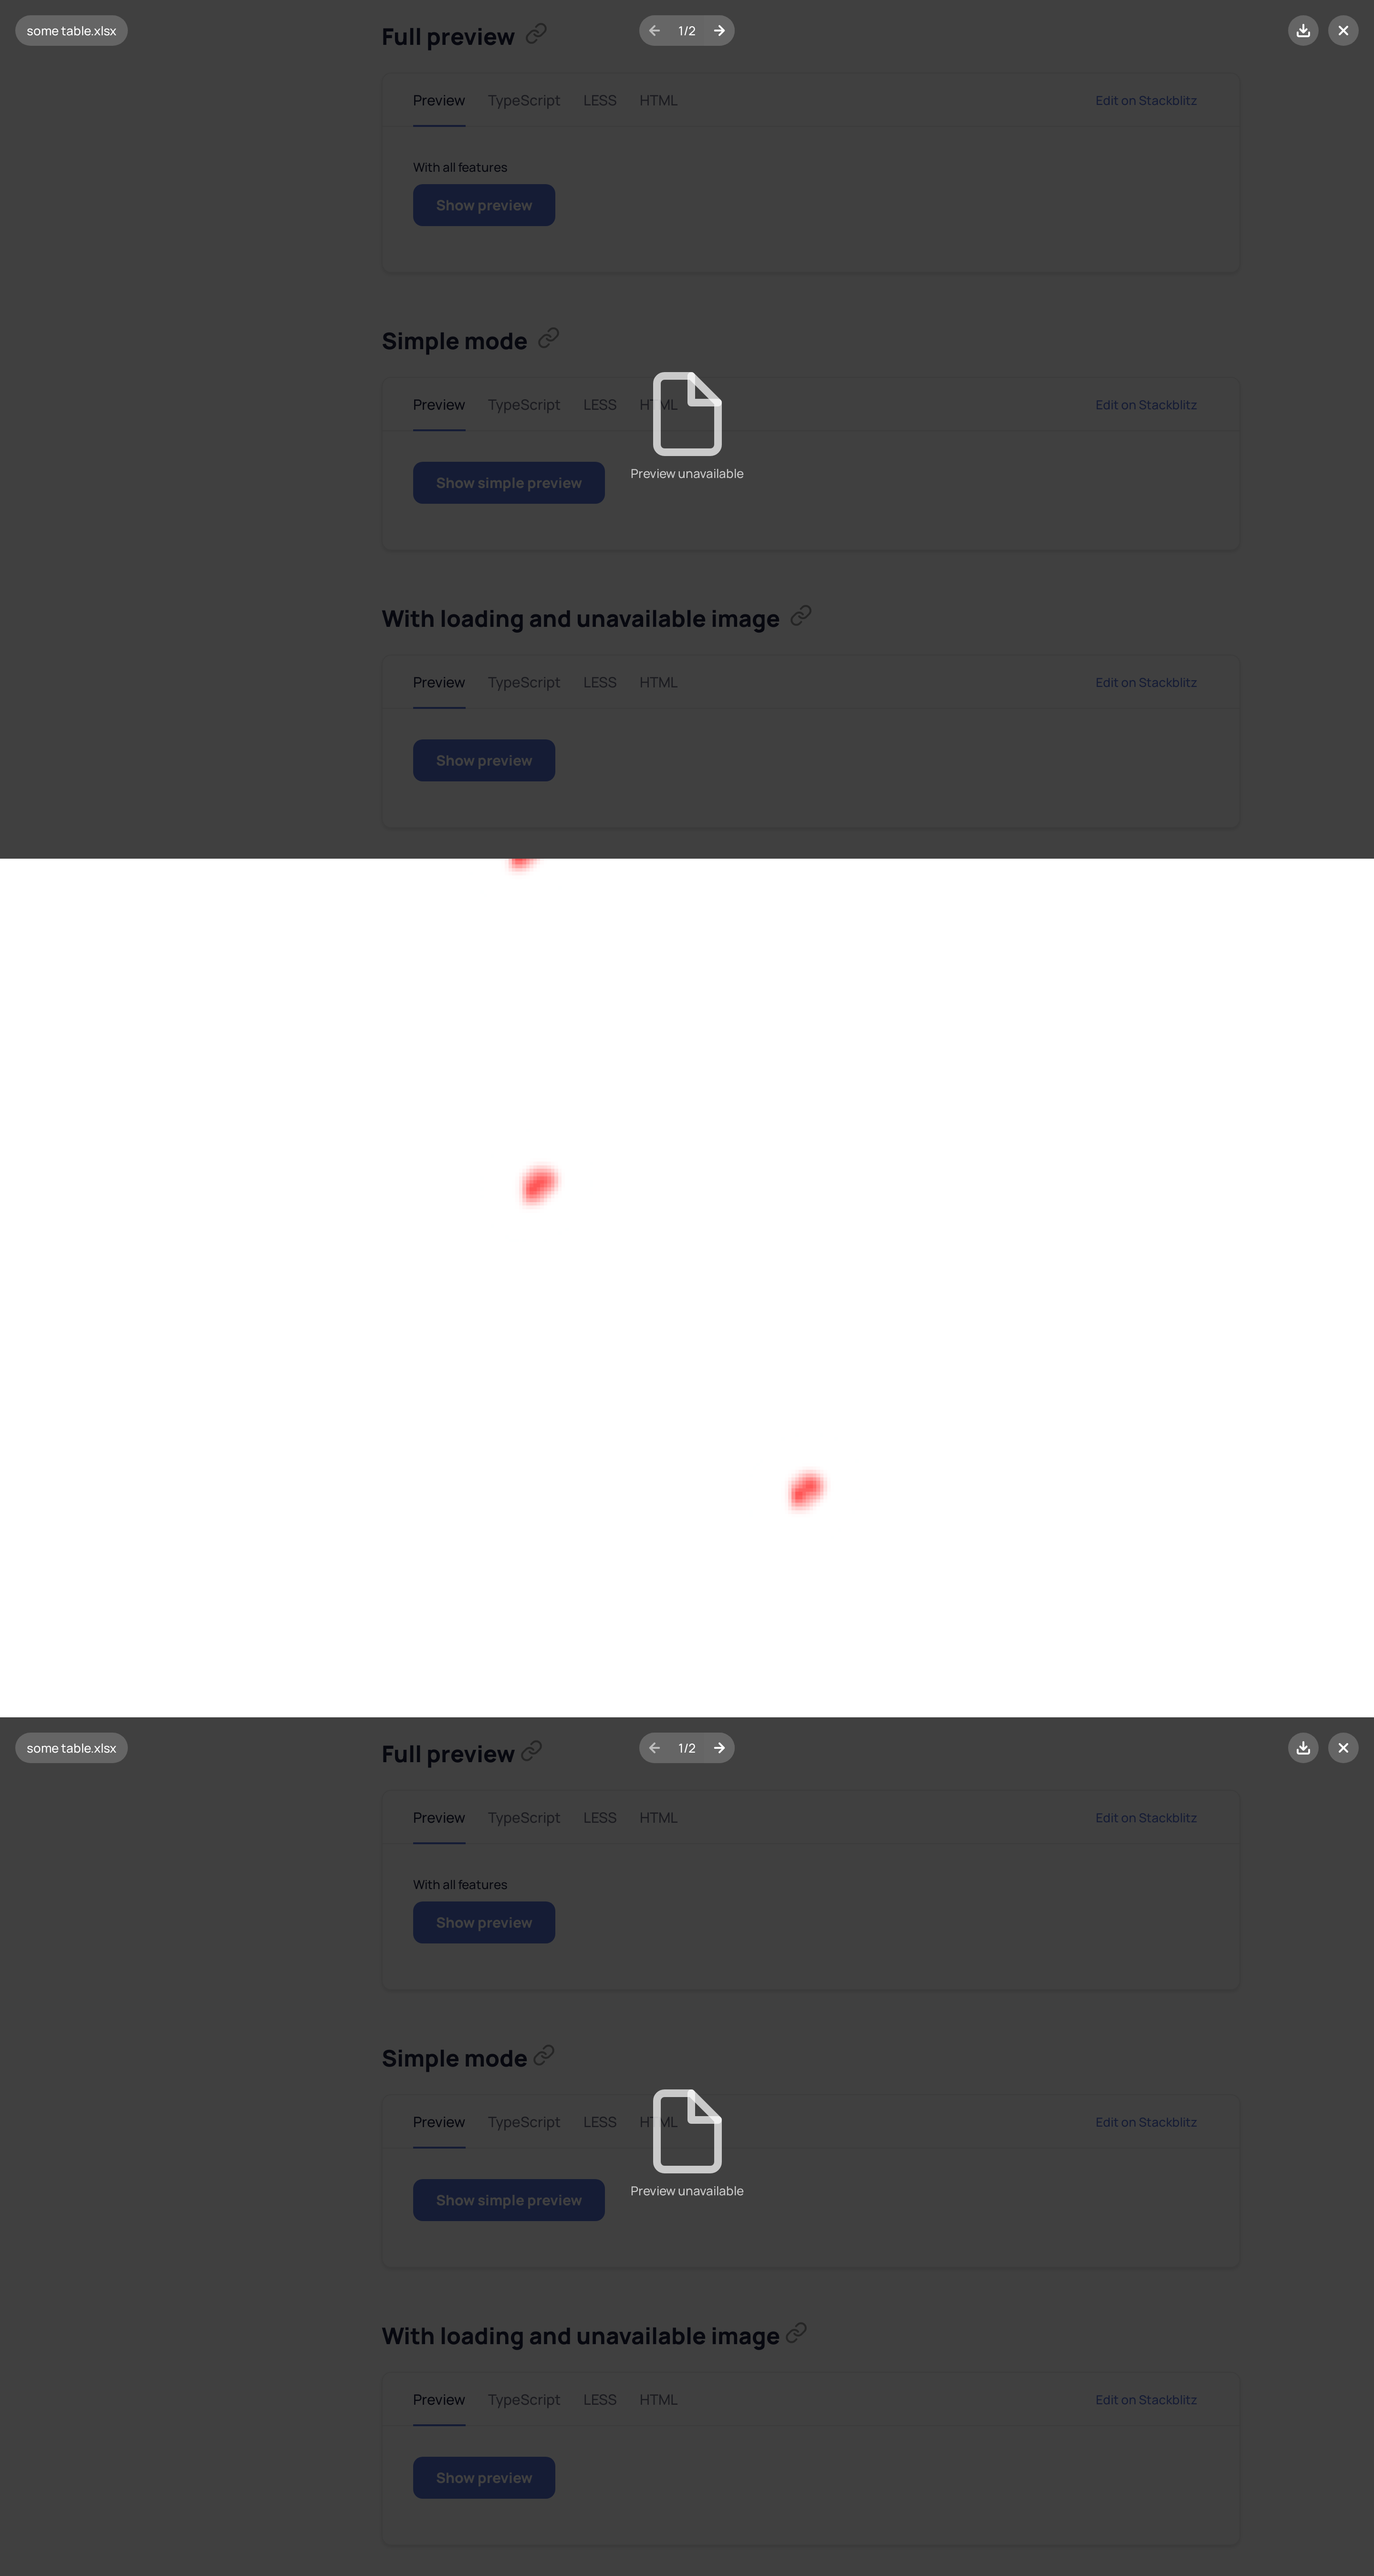 some table.xlsx
Full preview
1/2
Preview TypeScript LESS HTML Edit on Stackblitz
With all features
Show preview
Simple mode
Preview TypeScript LESS HTML Edit on Stackblitz
Show simple preview
Preview unavailable
With loading and unavailable image
Preview TypeScript LESS HTML Edit on Stackblitz
Show preview
some table.xlsx
Full preview
1/2
Preview TypeScript LESS HTML Edit on Stackblitz
With all features
Show preview
Simple mode
Preview TypeScript LESS HTML Edit on Stackblitz
Show simple preview
Preview unavailable
With loading and unavailable image
Preview TypeScript LESS HTML Edit on Stackblitz
Show preview